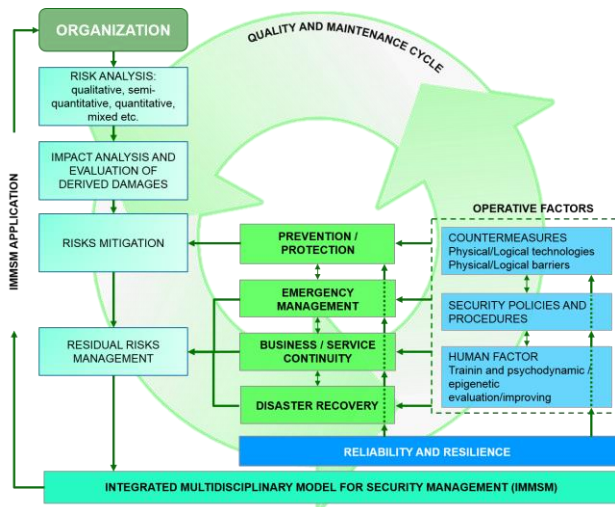 ORGANIZATION
QUALITY AND MAINTENANCE CYCLE
RISK ANALYSIS:
qualitative, semi-
quantitative, quantitative,
mixed etc.
IMPACT ANALYSIS AND
EVALUATION OF
DERIVED DAMAGES
RISKS MITIGATION
RESIDUAL RISKS
MANAGEMENT
IMMSM APPLICATION
PREVENTION /
PROTECTION
EMERGENCY
MANAGEMENT
BUSINESS / SERVICE
CONTINUITY
DISASTER RECOVERY
OPERATIVE FACTORS
COUNTERMEASURES
Physical/Logical technologies
Physical/Logical barriers
SECURITY POLICIES AND
PROCEDURES
HUMAN FACTOR
Trainin and psychodynamic /
epigenetic
evaluation/improving
RELIABILITY AND RESILIENCE
INTEGRATED MULTIDISCIPLINARY MODEL FOR SECURITY MANAGEMENT (IMMSM)